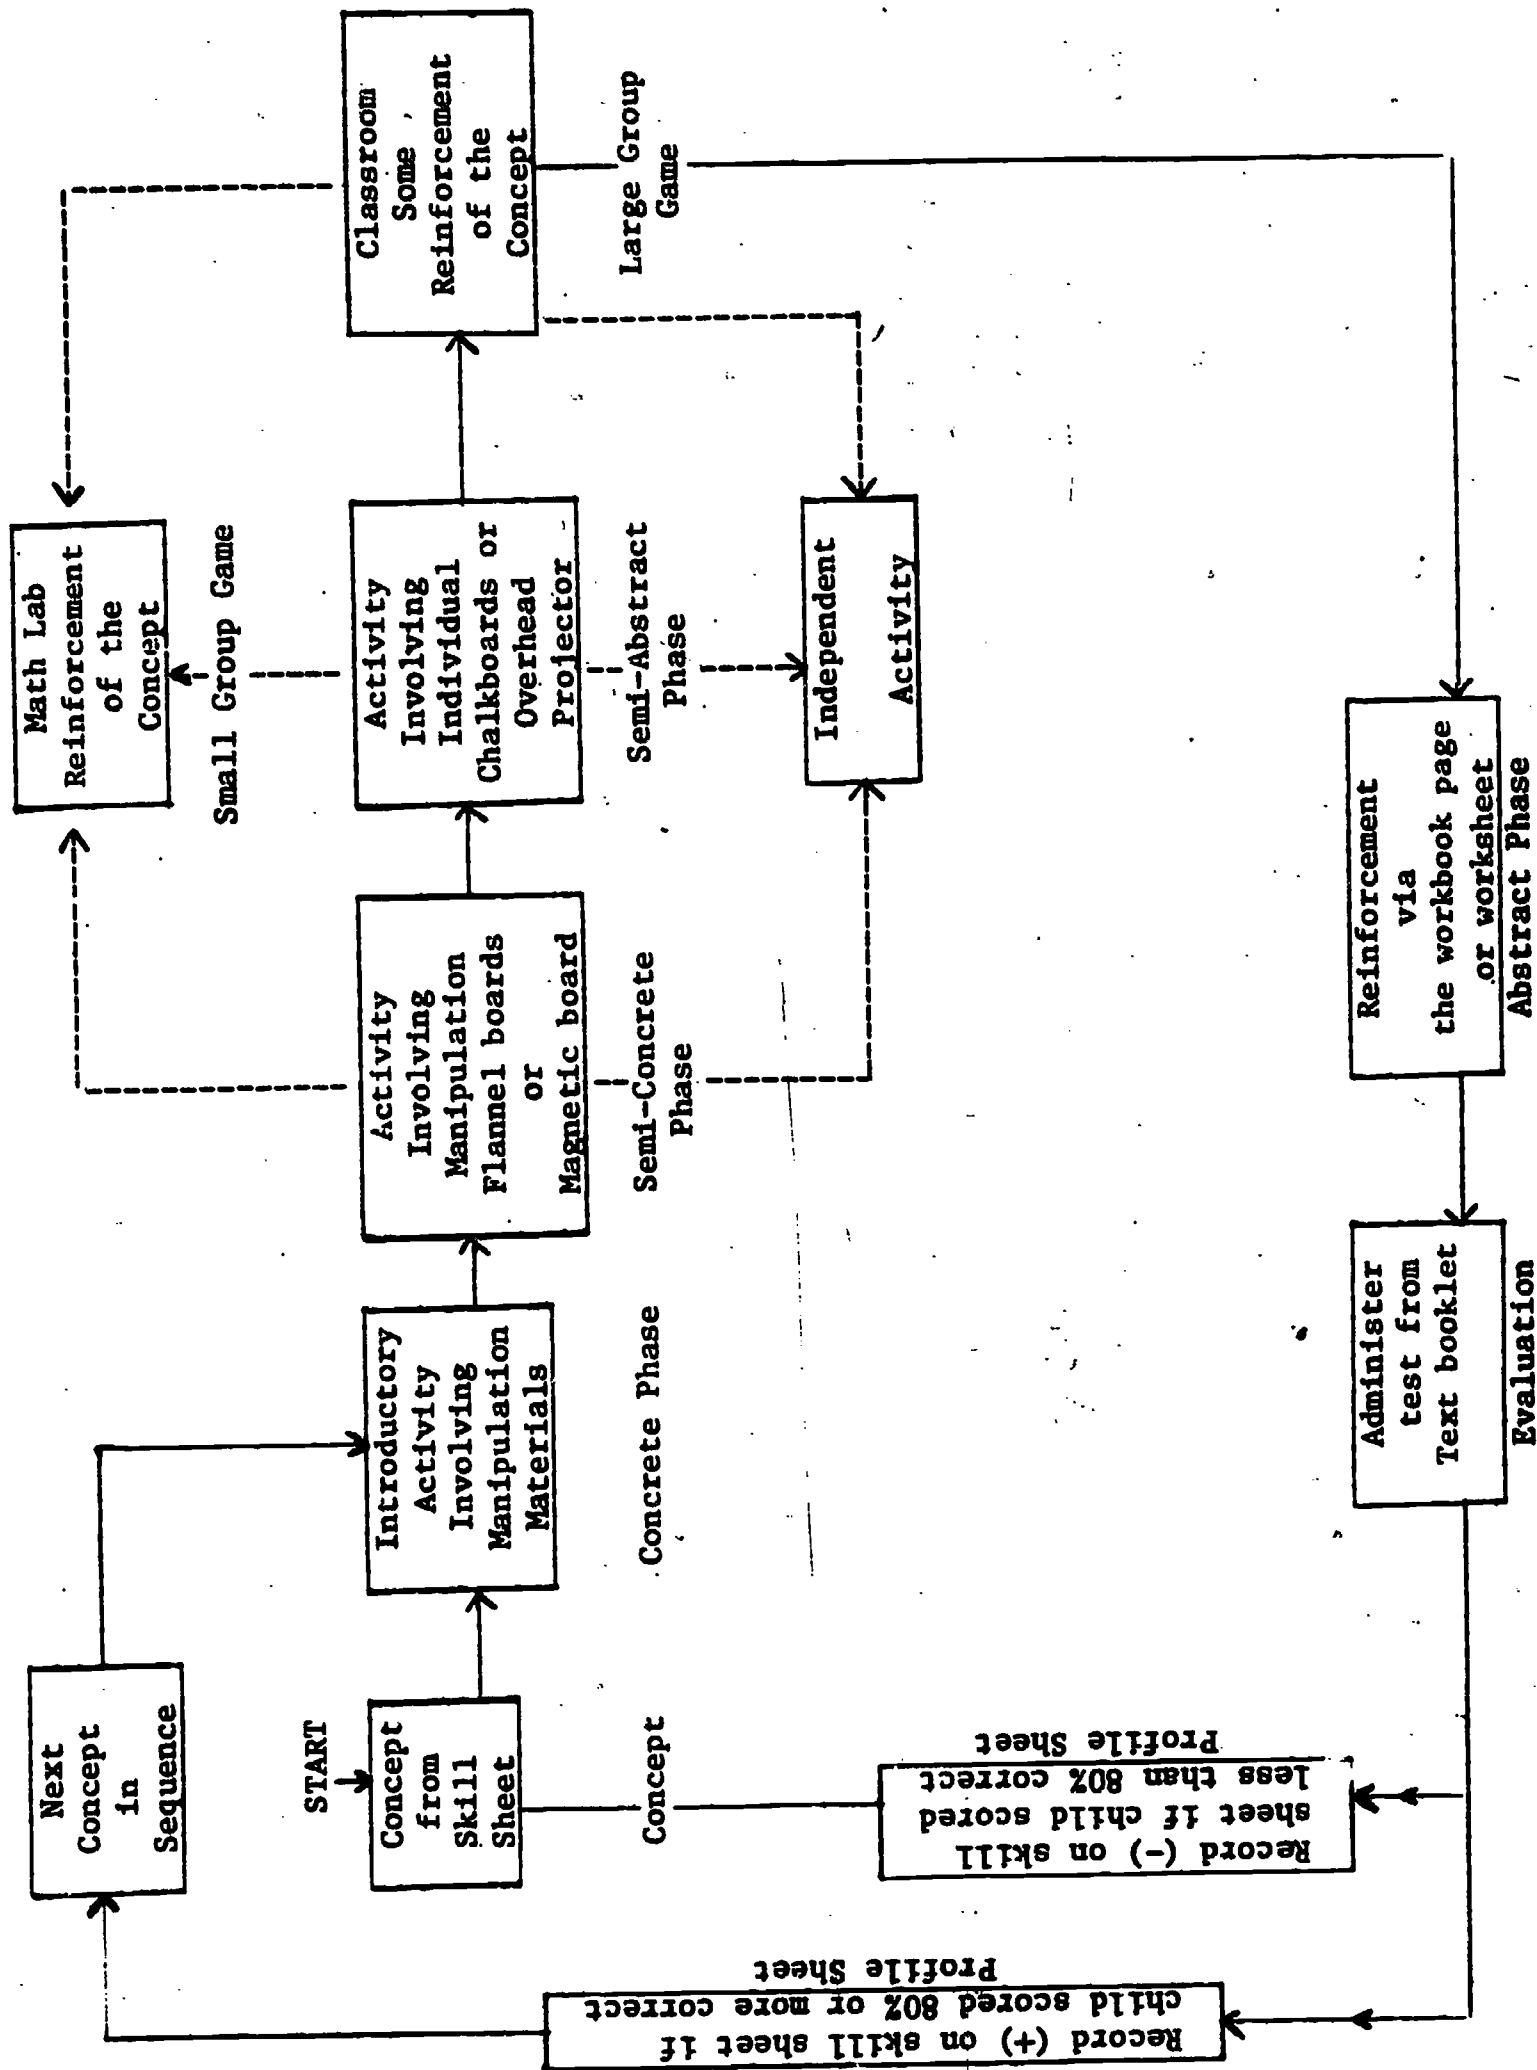 Next
Concept
in
Sequence
START
Concept
from
Skill
Sheet
Concept
Introductory
Activity
Involving
Manipulation
Materials
Concrete Phase
Activity
Involving
Manipulation
Flannel boards
or
Magnetic board
Semi-Concrete
Phase
Math Lab
Reinforcement
of the
Concept
Small Group Game
Activity
Involving
Individual
Chalkboards or
Overhead
Projector
Semi-Abstract
Phase
Independent
Activity
Classroom
Some
Reinforcement
of the
Concept
Large Group
Game
Reinforcement
via
the workbook page
or worksheet
Abstract Phase
Administer
test from
Text booklet
Evaluation
Record (-) on skill
sheet if child scored
less than 80% correct
Profile Sheet
Record (+) on skill sheet if
child scored 80% or more correct
Profile Sheet